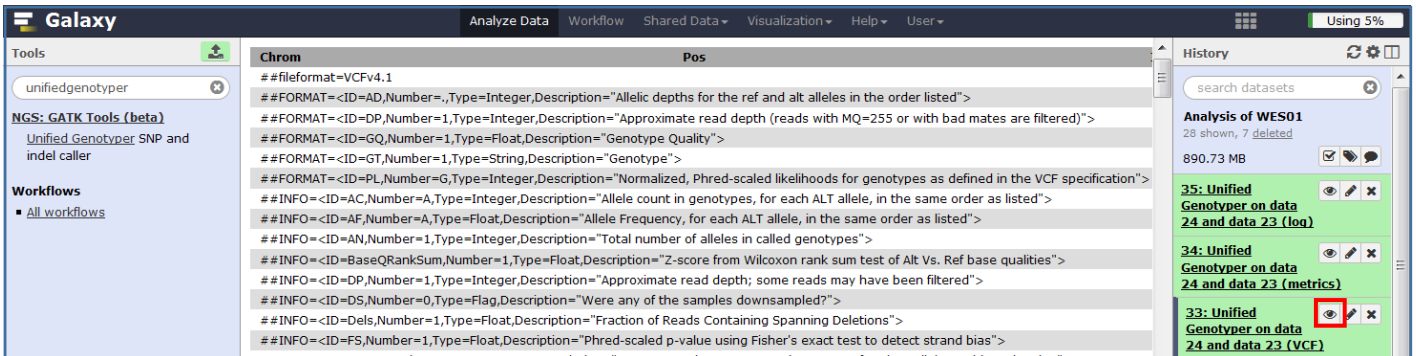 Galaxy
Analyze Data Workflow Shared Data Visualization Help User
Using 5%
Tools
unifiedgenotyper
NGS: GATK Tools (beta)
Unified Genotyper SNP and
indel caller
Workflows
All workflows
Chrom Pos
##fileformat=VCFv4.1
##FORMAT=<ID=AD,Number=.,Type=Integer,Description="Allelic depths for the ref and alt alleles in the order listed">
##FORMAT=<ID=DP,Number=1,Type=Integer,Description="Approximate read depth (reads with MQ=255 or with bad mates are filtered)">
##FORMAT=<ID=GQ,Number=1,Type=Float,Description="Genotype Quality">
##FORMAT=<ID=GT,Number=1,Type=String,Description="Genotype">
##FORMAT=<ID=PL,Number=G,Type=Integer,Description="Normalized, Phred-scaled likelihoods for genotypes as defined in the VCF specification">
##INFO=<ID=AC,Number=A,Type=Integer,Description="Allele count in genotypes, for each ALT allele, in the same order as listed">
##INFO=<ID=AF,Number=A,Type=Float,Description="Allele Frequency, for each ALT allele, in the same order as listed">
##INFO=<ID=AN,Number=1,Type=Integer,Description="Total number of alleles in called genotypes">
##INFO=<ID=BaseQRankSum,Number=1,Type=Float,Description="Z-score from Wilcoxon rank sum test of Alt Vs. Ref base qualities">
##INFO=<ID=DP,Number=1,Type=Integer,Description="Approximate read depth; some reads may have been filtered">
##INFO=<ID=DS,Number=0,Type=Flag,Description="Were any of the samples downsampled?">
##INFO=<ID=Dels,Number=1,Type=Float,Description="Fraction of Reads Containing Spanning Deletions">
##INFO=<ID=FS,Number=1,Type=Float,Description="Phred-scaled p-value using Fisher's exact test to detect strand bias">
History
search datasets
Analysis of WES01
28 shown, 7 deleted
890.73 MB
35: Unified
Genotyper on data
24 and data 23 (log)
34: Unified
Genotyper on data
24 and data 23 (metrics)
33: Unified
Genotyper on data
24 and data 23 (VCF)